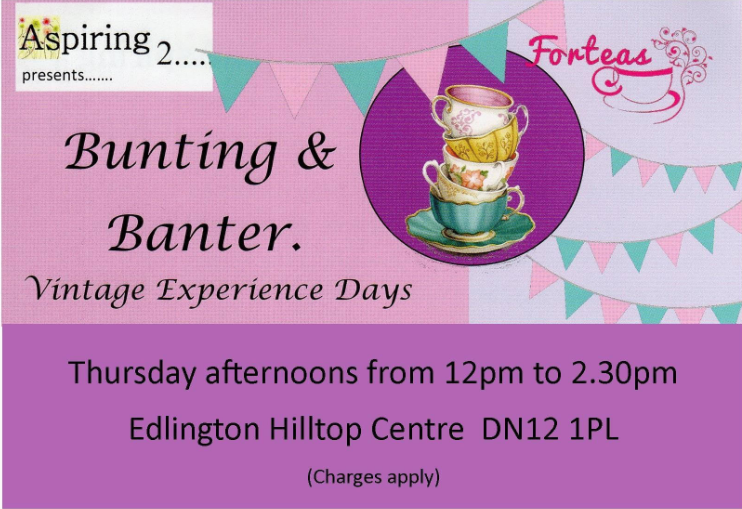 Aspiring 2.....
presents.......
Forteas
Bunting &
Banter.
Vintage Experience Days
Thursday afternoons from 12pm to 2.30pm
Edlington Hilltop Centre DN12 1PL
(Charges apply)